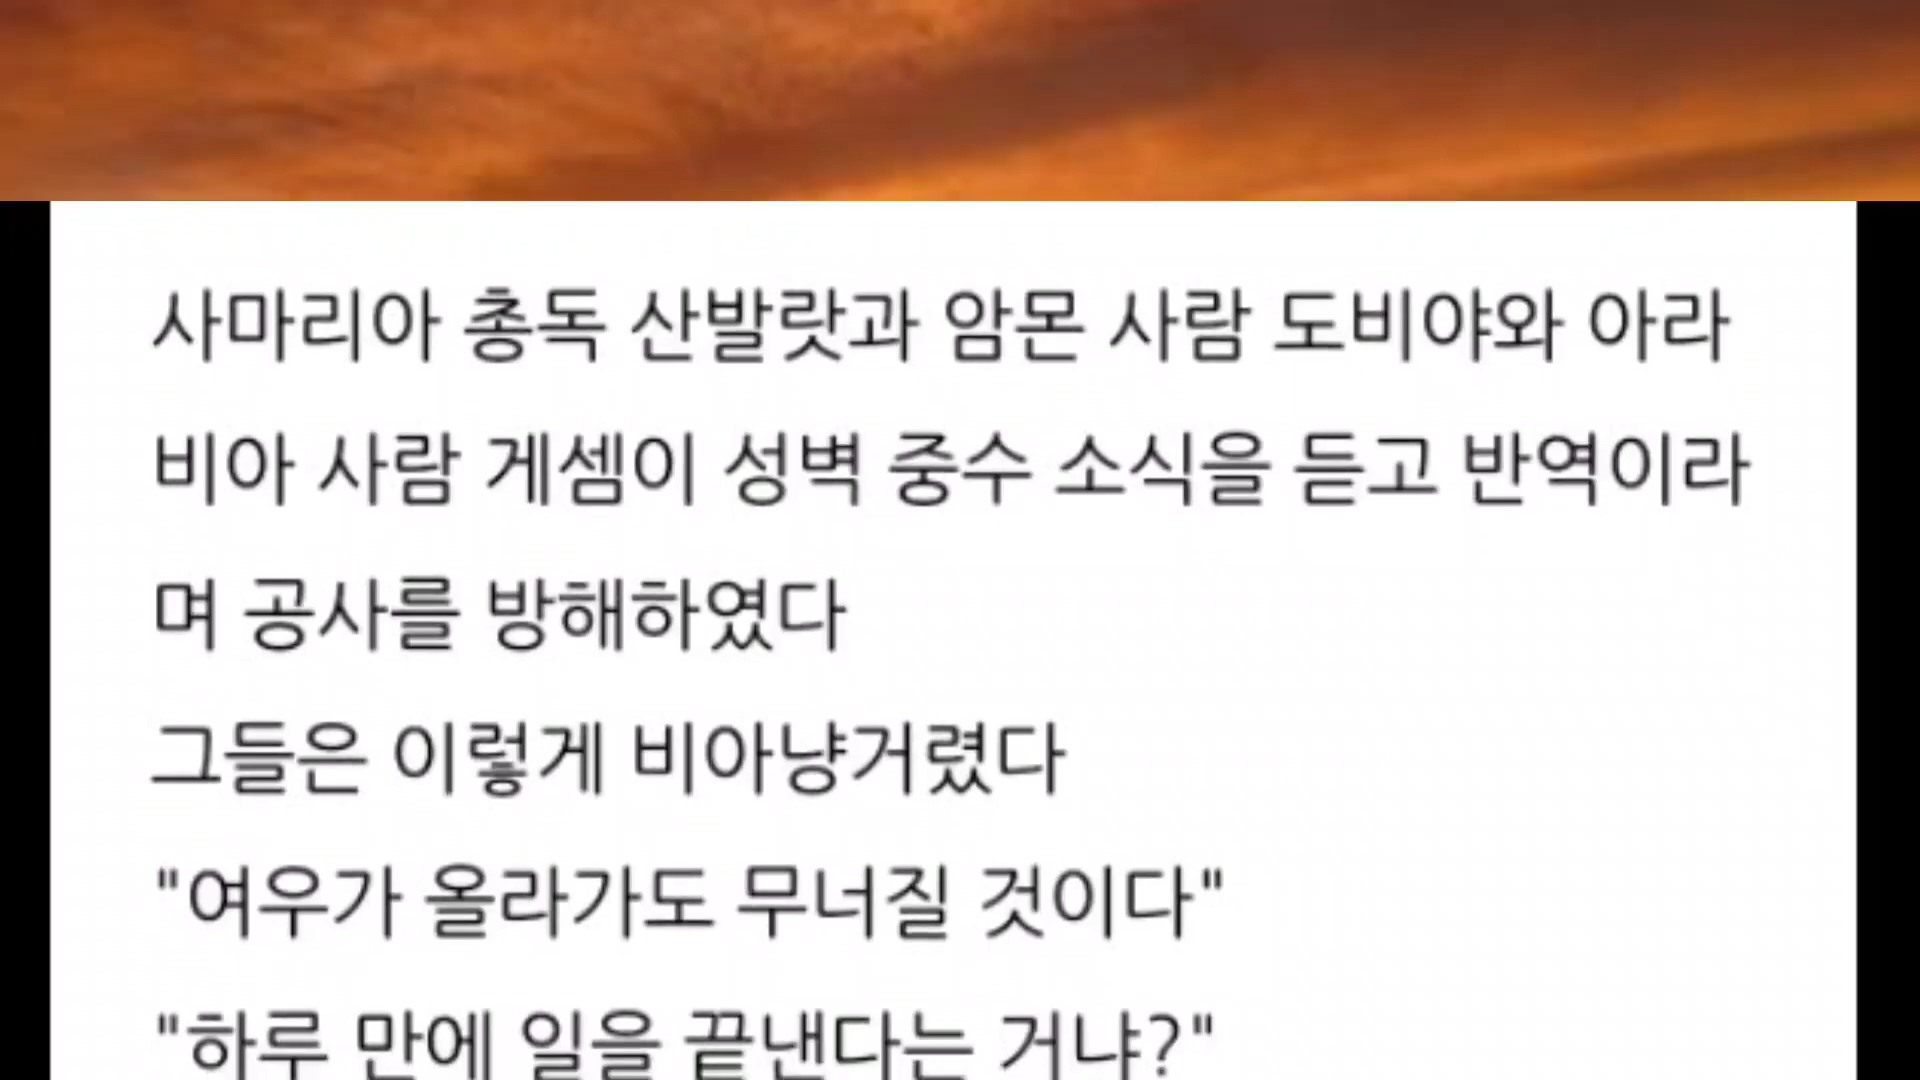 사마리아 총독 산발랏과 암몬 사람 도비야와 아라
비아 사람 게셈이 성벽 중수 소식을 듣고 반역이라
며 공사를 방해하였다
그들은 이렇게 비아냥거렸다
"여우가 올라가도 무너질 것이다"
"하루 만에 일을 끝낸다는 거냐?"